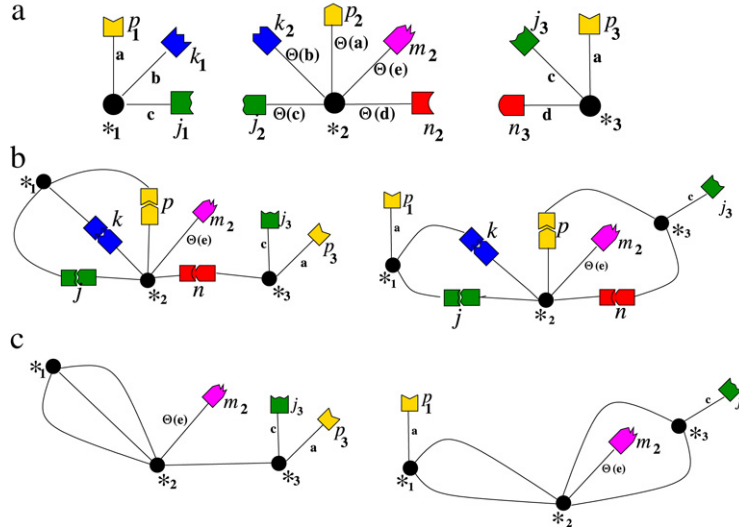 a
p₁ k₂ p₂ j₃ p₃
k₁ Θ(b) Θ(a) m₂
a b Θ(e) c a
c Θ(c) Θ(d) d
*₁ j₁ j₂ *₂ n₂ n₃ *₃
b
*₁ p k m₂ j₃ p₃
Θ(e) c a
j *₂ n *₃
p₁ a k p m₂ c j₃
*₁ Θ(e) *₃
j *₂ n
c
*₁ Θ(e) m₂ j₃ p₃
c a
*₂ *₃
p₁ a m₂ c j
*₁ Θ(e) *₃
*₂